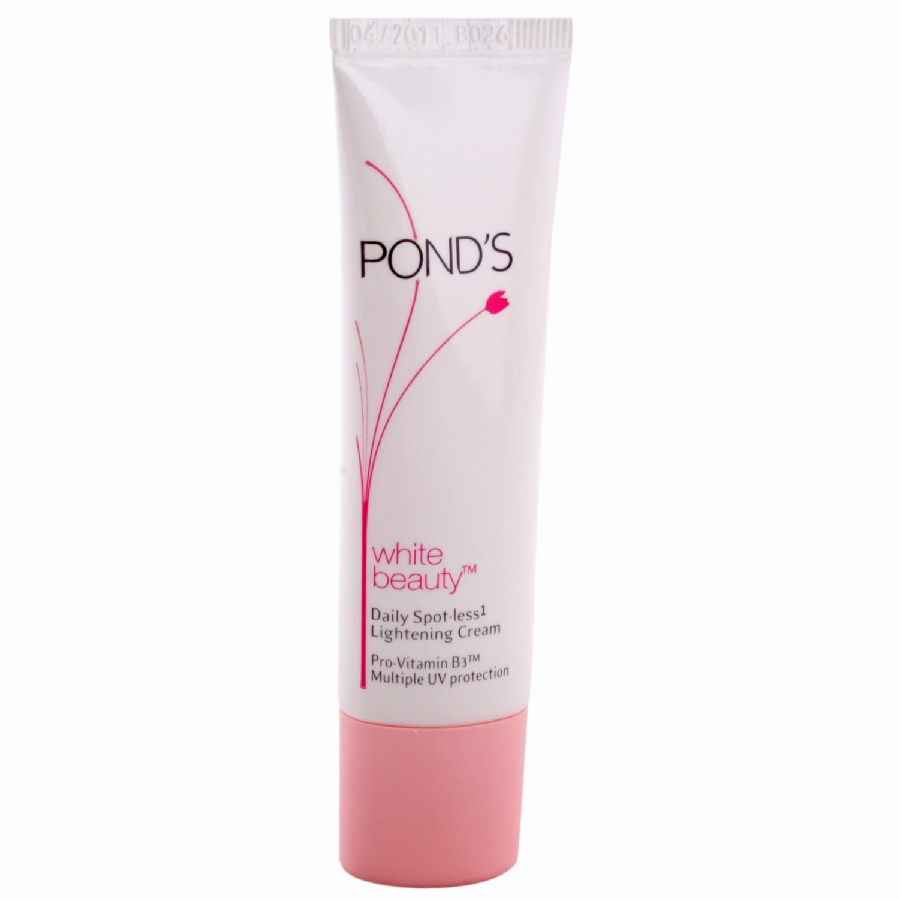 04/2011 B026
POND'S
white
beauty™
Daily Spot-less¹
Lightening Cream
Pro-Vitamin B3™
Multiple UV protection